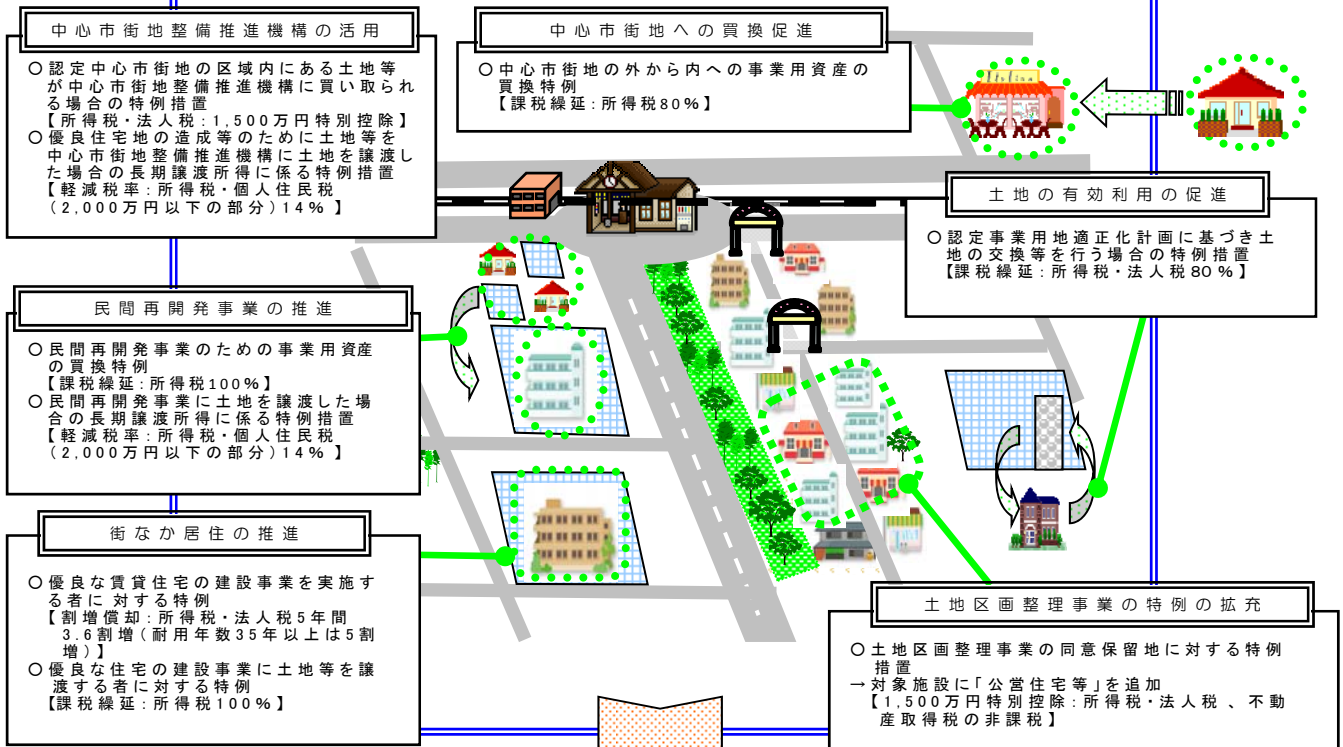 中心市街地整備推進機構の活用
○認定中心市街地の区域内にある土地等
が中心市街地整備推進機構に買い取られ
る場合の特例措置
【所得税・法人税：1,500万円特別控除】
○優良住宅地の造成等のために土地等を
中心市街地整備推進機構に土地を譲渡し
た場合の長期譲渡所得に係る特例措置
【軽減税率：所得税・個人住民税
（2,000万円以下の部分）14％】
中心市街地への買換促進
○中心市街地の外から内への事業用資産の
買換特例
【課税繰延：所得税80％】
土地の有効利用の促進
○認定事業用地適正化計画に基づき土
地の交換等を行う場合の特例措置
【課税繰延：所得税・法人税80％】
民間再開発事業の推進
○民間再開発事業のための事業用資産
の買換特例
【課税繰延：所得税100％】
○民間再開発事業に土地を譲渡した場
合の長期譲渡所得に係る特例措置
【軽減税率：所得税・個人住民税
（2,000万円以下の部分）14％】
街なか居住の推進
○優良な賃貸住宅の建設事業を実施す
る者に対する特例
【割増償却：所得税・法人税5年間
3.6割増（耐用年数35年以上は5割
増）】
○優良な住宅の建設事業に土地等を譲
渡する者に対する特例
【課税繰延：所得税100％】
土地区画整理事業の特例の拡充
○土地区画整理事業の同意保留地に対する特例
措置
→対象施設に「公営住宅等」を追加
【1,500万円特別控除：所得税・法人税、不動
産取得税の非課税】